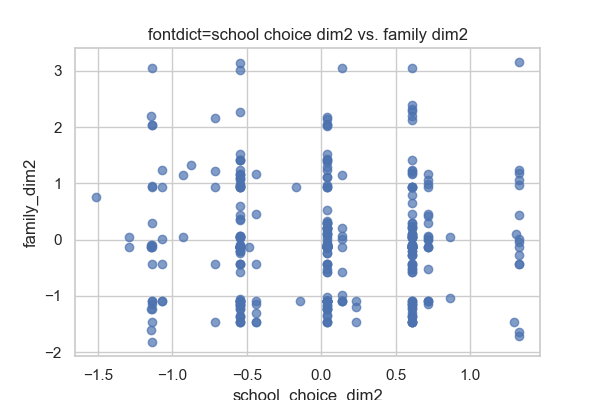 fontdict=school choice dim2 vs. family dim2
3
2
1
0
−1
−2
family_dim2
−1.5 −1.0 −0.5 0.0 0.5 1.0
school_choice_dim2